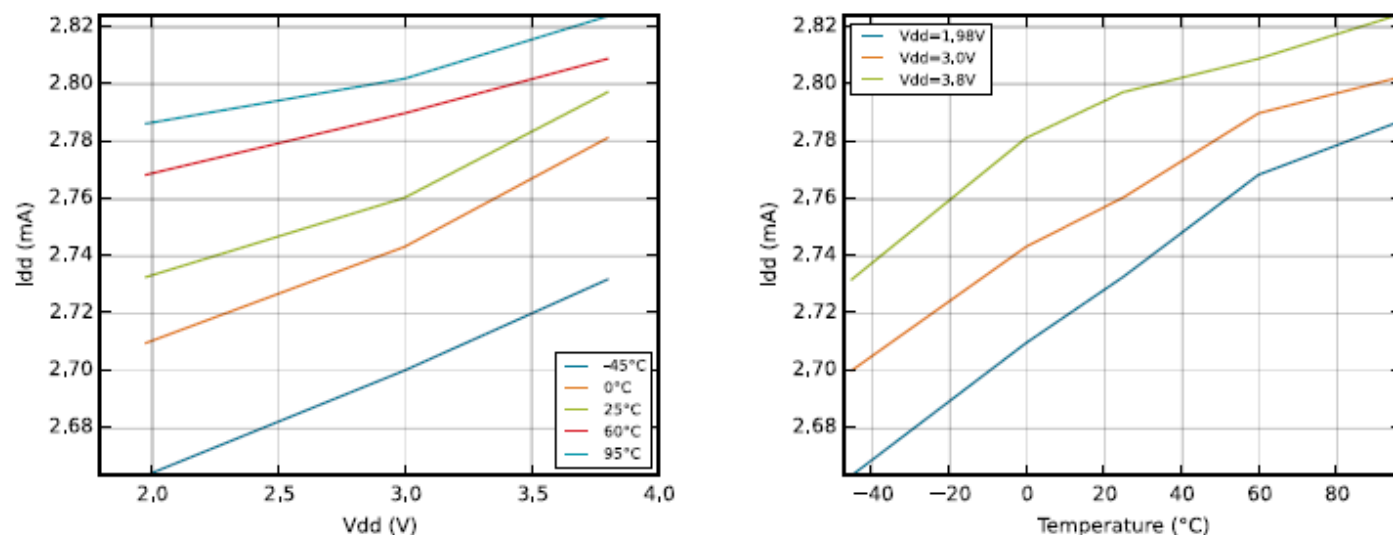 2,82
2,80
2,78
2,76
2,74
2,72
2,70
2,68
Idd (mA)
2,0 2,5 3,0 3,5 4,0
Vdd (V)
-45°C
0°C
25°C
60°C
95°C
2,82
2,80
2,78
2,76
2,74
2,72
2,70
2,68
Idd (mA)
Vdd=1,98V
Vdd=3,0V
Vdd=3,8V
−40 −20 0 20 40 60 80
Temperature (°C)